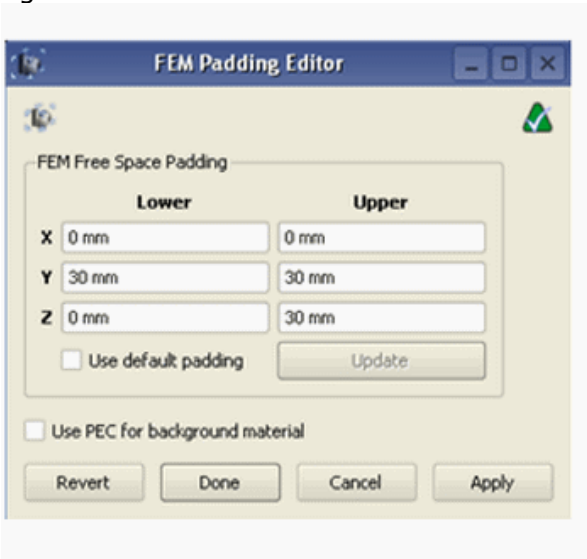 FEM Padding Editor
FEM Free Space Padding
Lower Upper
X 0 mm 0 mm
Y 30 mm 30 mm
Z 0 mm 30 mm
Use default padding Update
Use PEC for background material
Revert Done Cancel Apply